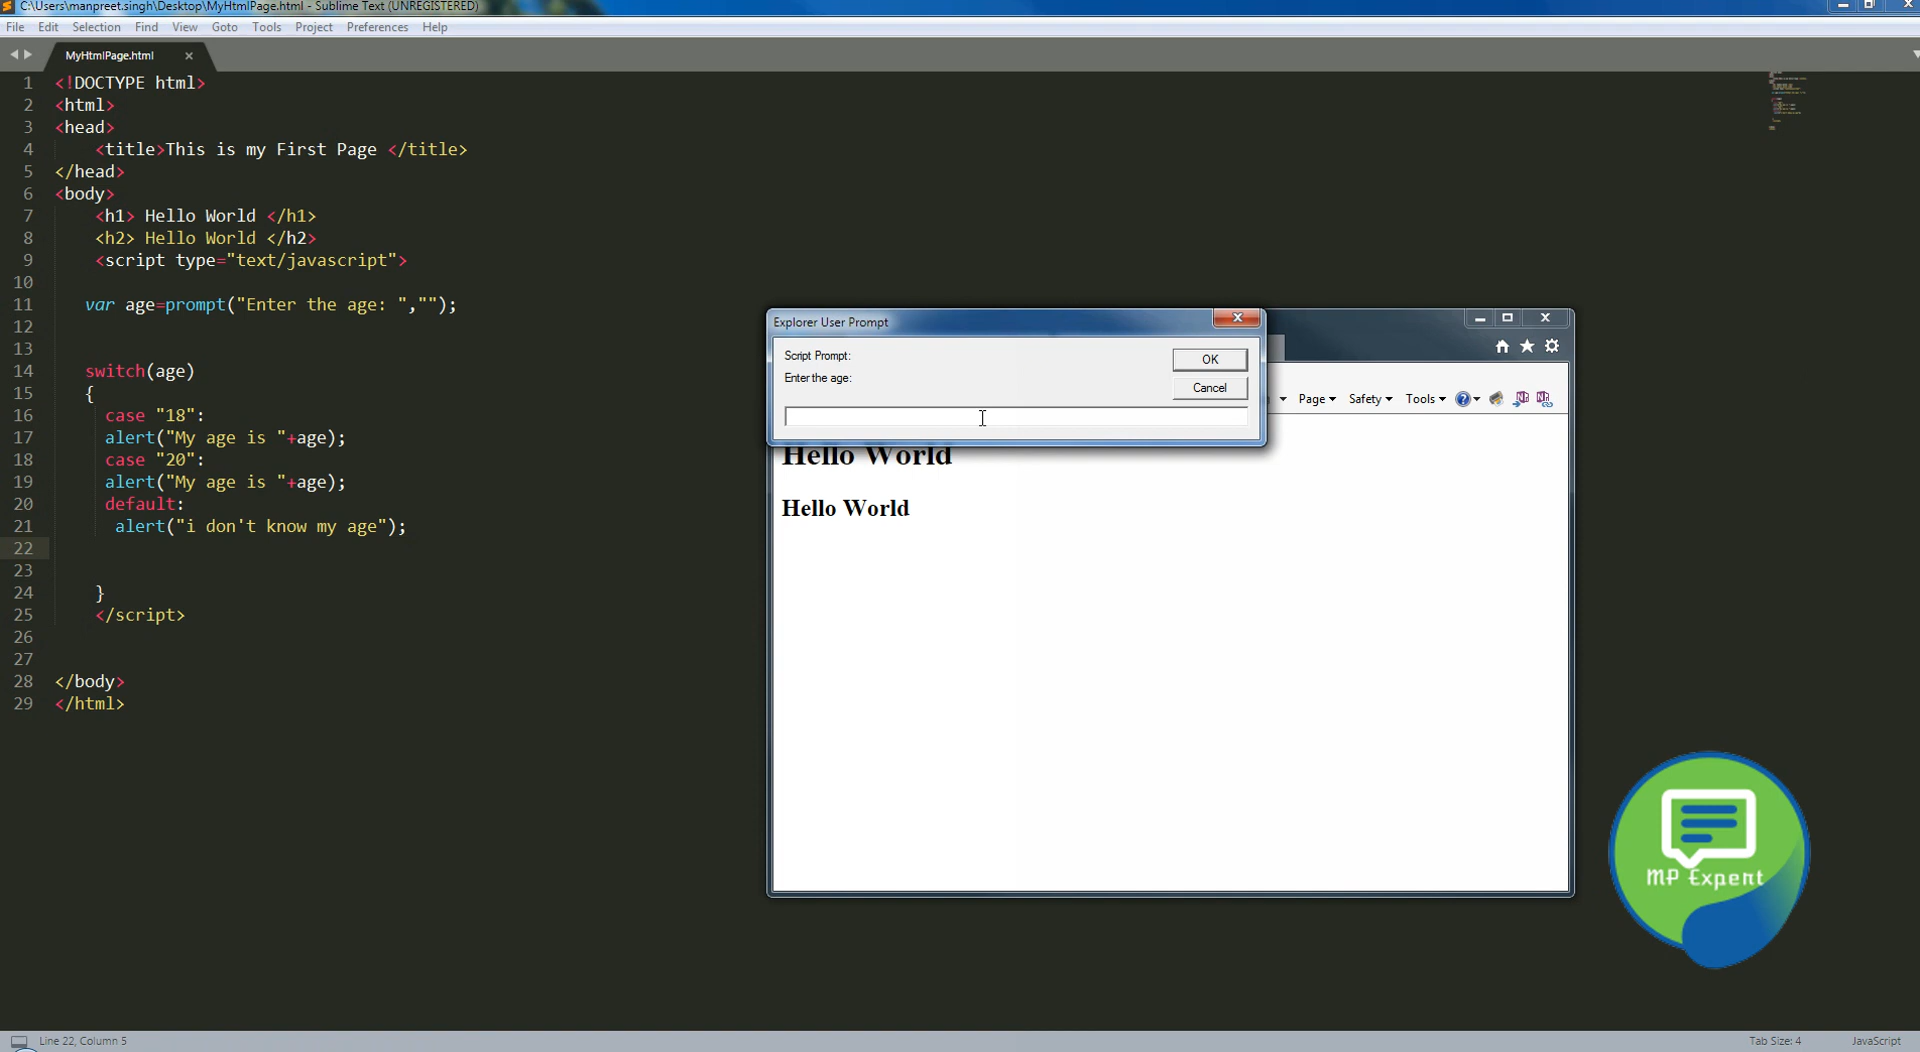 C:\Users\manpreet.singh\Desktop\MyHtmlPage.html - Sublime Text (UNREGISTERED)
File Edit Selection Find View Goto Tools Project Preferences Help
MyHtmlPage.html
1 <!DOCTYPE html>
2 <html>
3 <head>
4 <title>This is my First Page </title>
5 </head>
6 <body>
7 <h1> Hello World </h1>
8 <h2> Hello World </h2>
9 <script type="text/javascript">
10
11 var age=prompt("Enter the age: ","");
12
13
14 switch(age)
15 {
16 case "18":
17 alert("My age is "+age);
18 case "20":
19 alert("My age is "+age);
20 default:
21 alert("i don't know my age");
22
23
24 }
25 </script>
26
27
28 </body>
29 </html>
Explorer User Prompt
Script Prompt:
OK
Enter the age:
Cancel
Page Safety Tools
Hello World
Hello World
MP Expert
Line 22, Column 5
Tab Size: 4
JavaScript